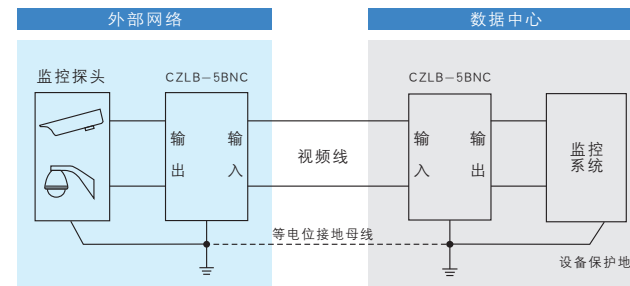 外部网络
数据中心
监控探头
CZLB-5BNC
CZLB-5BNC
输出
输入
视频线
输入
输出
监控
系统
等电位接地母线
设备保护地